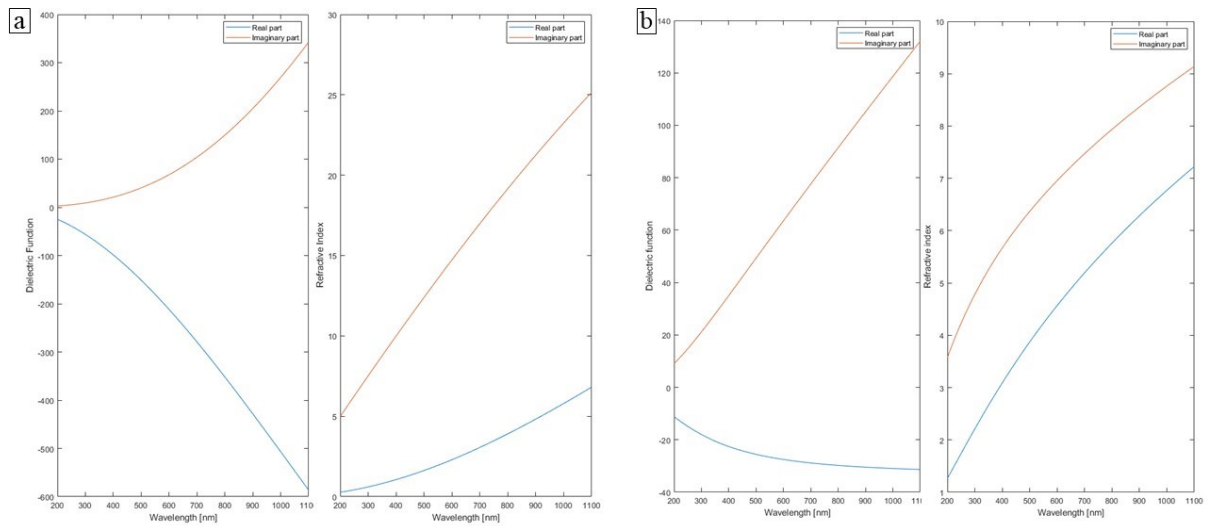 a
Dielectric Function
400
300
200
100
0
-100
-200
-300
-400
-500
-600
Real part
Imaginary part
200 300 400 500 600 700 800 900 1000 1100
Wavelength [nm]
Refractive Index
30
25
20
15
10
5
0
Real part
Imaginary part
200 300 400 500 600 700 800 900 1000 1100
Wavelength [nm]
b
Dielectric function
140
120
100
80
60
40
20
0
-20
-40
Real part
Imaginary part
200 300 400 500 600 700 800 900 1000
Wavelength [nm]
Refractive index
10
9
8
7
6
5
4
3
2
1
Real part
Imaginary part
200 300 400 500 600 700 800 900 1000 1100
Wavelength [nm]